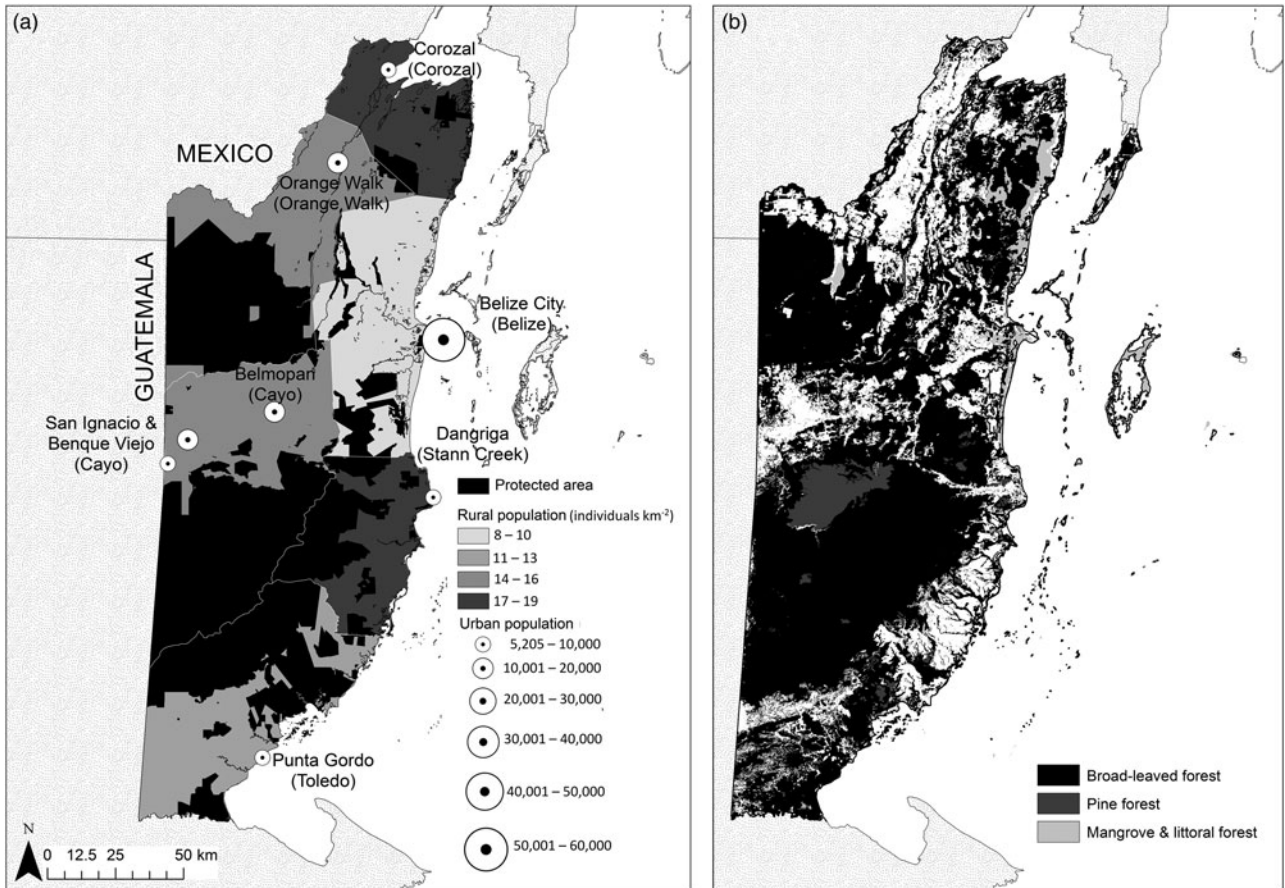 (a)
Corozal
(Corozal)
MEXICO
Orange Walk
(Orange Walk)
GUATEMALA
Belize City
(Belize)
Belmopan
(Cayo)
San Ignacio &
Benque Viejo
(Cayo)
Dangriga
(Stann Creek)
Protected area
Rural population (individuals km-2)
8 – 10
11 – 13
14 – 16
17 – 19
Urban population
5,205 – 10,000
10,001 – 20,000
20,001 – 30,000
30,001 – 40,000
40,001 – 50,000
50,001 – 60,000
Punta Gordo
(Toledo)
N
0 12.5 25 50 km
(b)
Broad-leaved forest
Pine forest
Mangrove & littoral forest